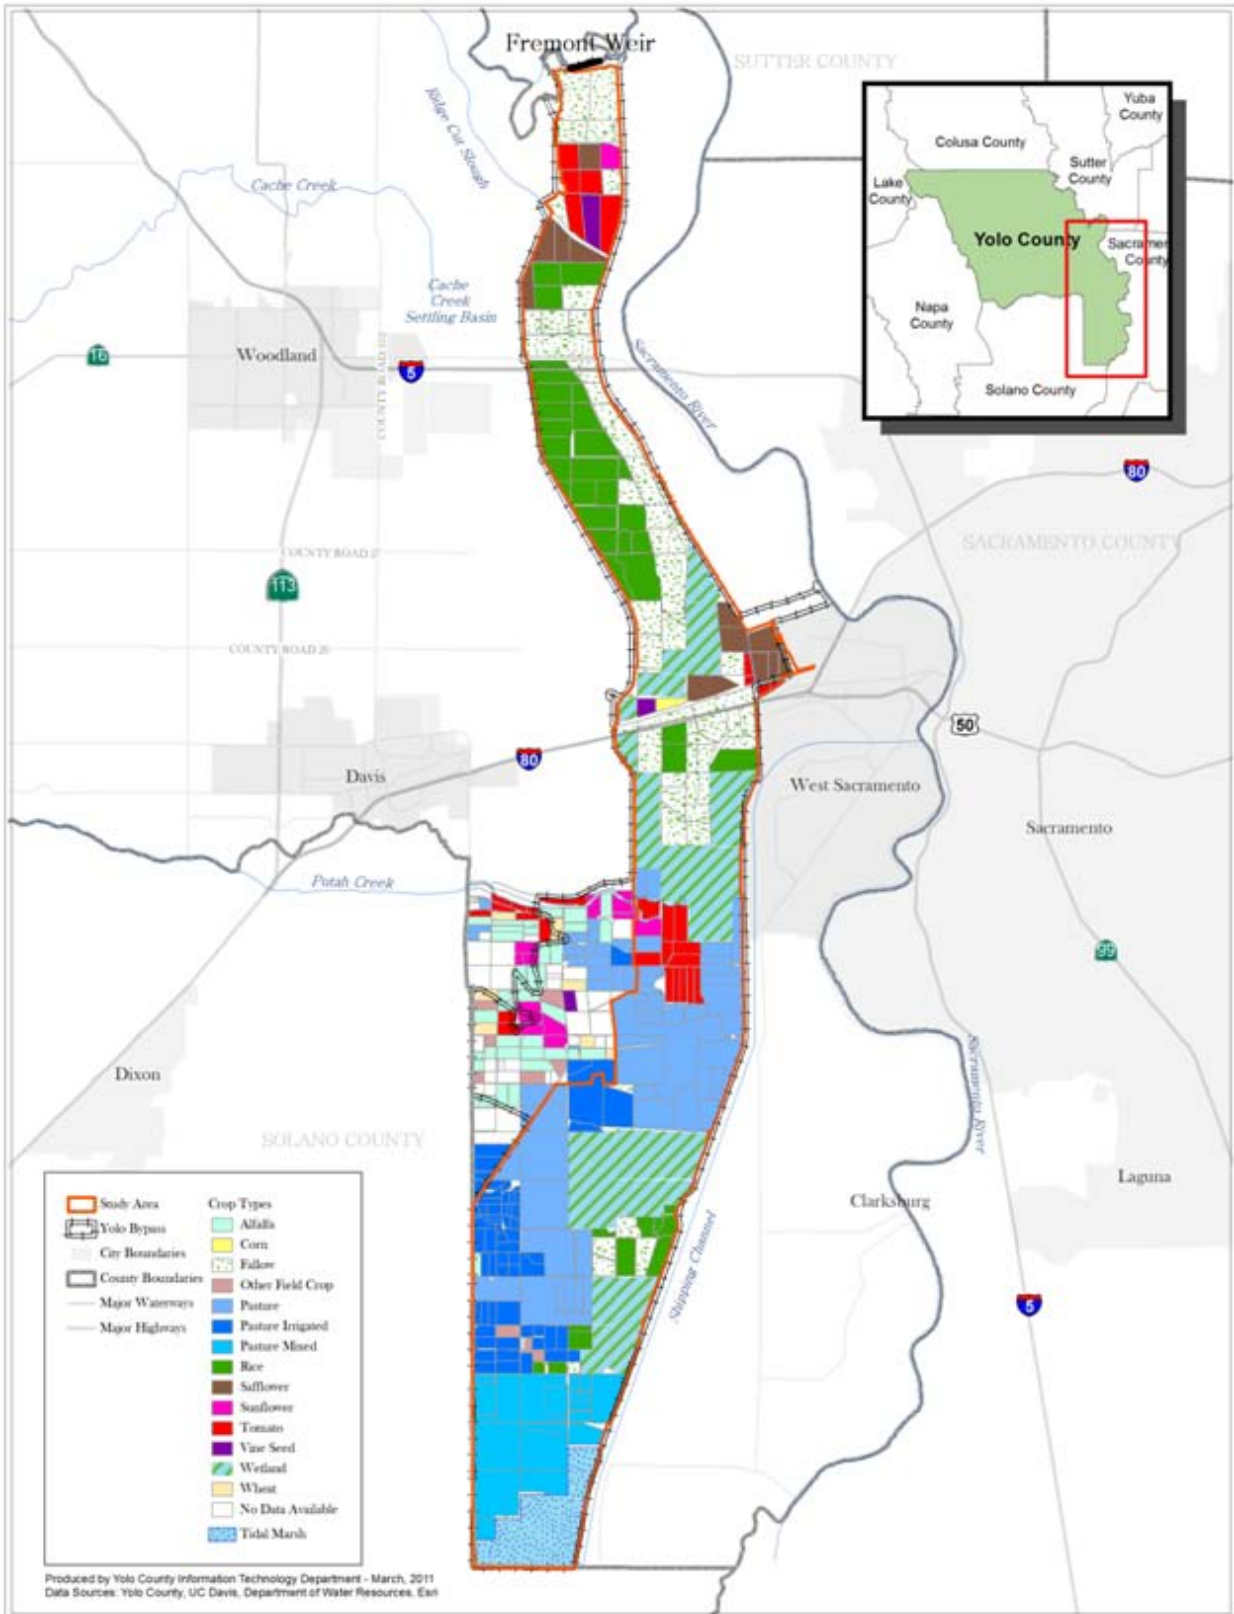 Fremont Weir
SUTTER COUNTY
Ridge Cut Slough
Cache Creek
Yuba
County
Colusa County
Sutter
County
Lake
County
Yolo County
Sacramen
County
Napa
County
Solano County
Cache
Creek
Settling Basin
Woodland
16
5
COUNTY ROAD 102
Sacramento River
80
SACRAMENTO COUNTY
COUNTY ROAD 27
113
COUNTY ROAD 29
50
80
Davis
West Sacramento
Sacramento
Putah Creek
99
Dixon
Sacramento River
SOLANO COUNTY
Laguna
Clarksburg
Shipping Channel
5
Study Area
Yolo Bypass
City Boundaries
County Boundaries
Major Waterways
Major Highways
Crop Types
Alfalfa
Corn
Fallow
Other Field Crop
Pasture
Pasture Irrigated
Pasture Mixed
Rice
Safflower
Sunflower
Tomato
Vine Seed
Wetland
Wheat
No Data Available
Tidal Marsh
Produced by Yolo County Information Technology Department - March, 2011
Data Sources: Yolo County, UC Davis, Department of Water Resources, Esri